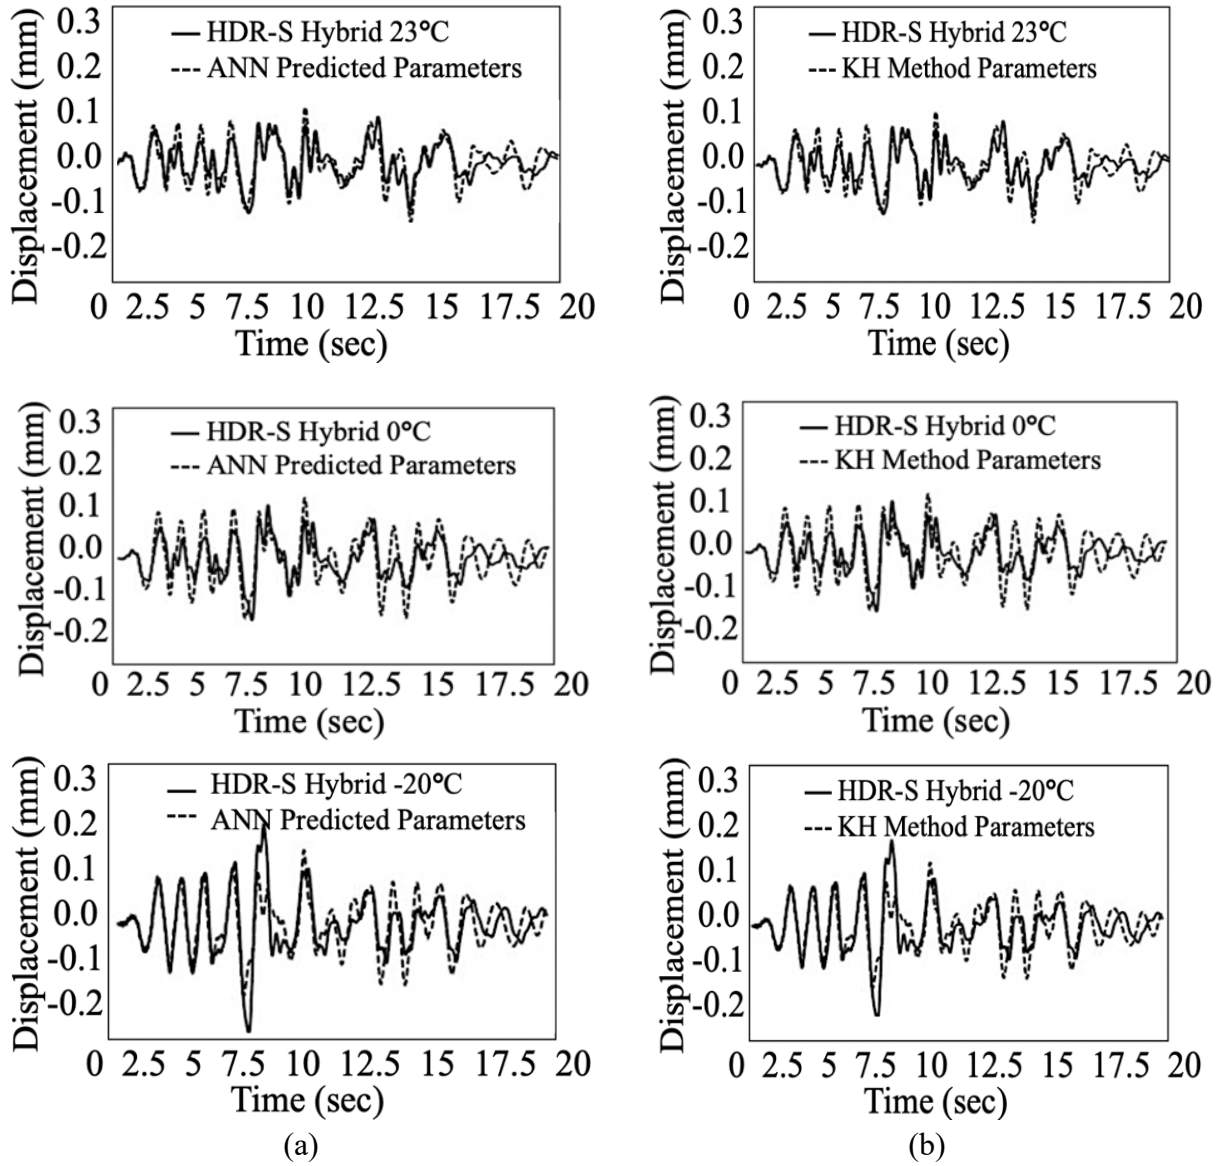 Displacement (mm)
0.3
0.2
0.1
0.0
-0.1
-0.2
HDR-S Hybrid 23°C
ANN Predicted Parameters
0 2.5 5 7.5 10 12.5 15 17.5 20
Time (sec)
Displacement (mm)
0.3
0.2
0.1
0.0
-0.1
-0.2
HDR-S Hybrid 23°C
KH Method Parameters
0 2.5 5 7.5 10 12.5 15 17.5 20
Time (sec)
Displacement (mm)
0.3
0.2
0.1
0.0
-0.1
-0.2
HDR-S Hybrid 0°C
ANN Predicted Parameters
0 2.5 5 7.5 10 12.5 15 17.5 20
Time (sec)
Displacement (mm)
0.3
0.2
0.1
0.0
-0.1
-0.2
HDR-S Hybrid 0°C
KH Method Parameters
0 2.5 5 7.5 10 12.5 15 17.5 20
Time (sec)
Displacement (mm)
0.3
0.2
0.1
0.0
-0.1
-0.2
HDR-S Hybrid -20°C
ANN Predicted Parameters
0 2.5 5 7.5 10 12.5 15 17.5 20
Time (sec)
Displacement (mm)
0.3
0.2
0.1
0.0
-0.1
-0.2
HDR-S Hybrid -20°C
KH Method Parameters
0 2.5 5 7.5 10 12.5 15 17.5 20
Time (sec)
(a)
(b)